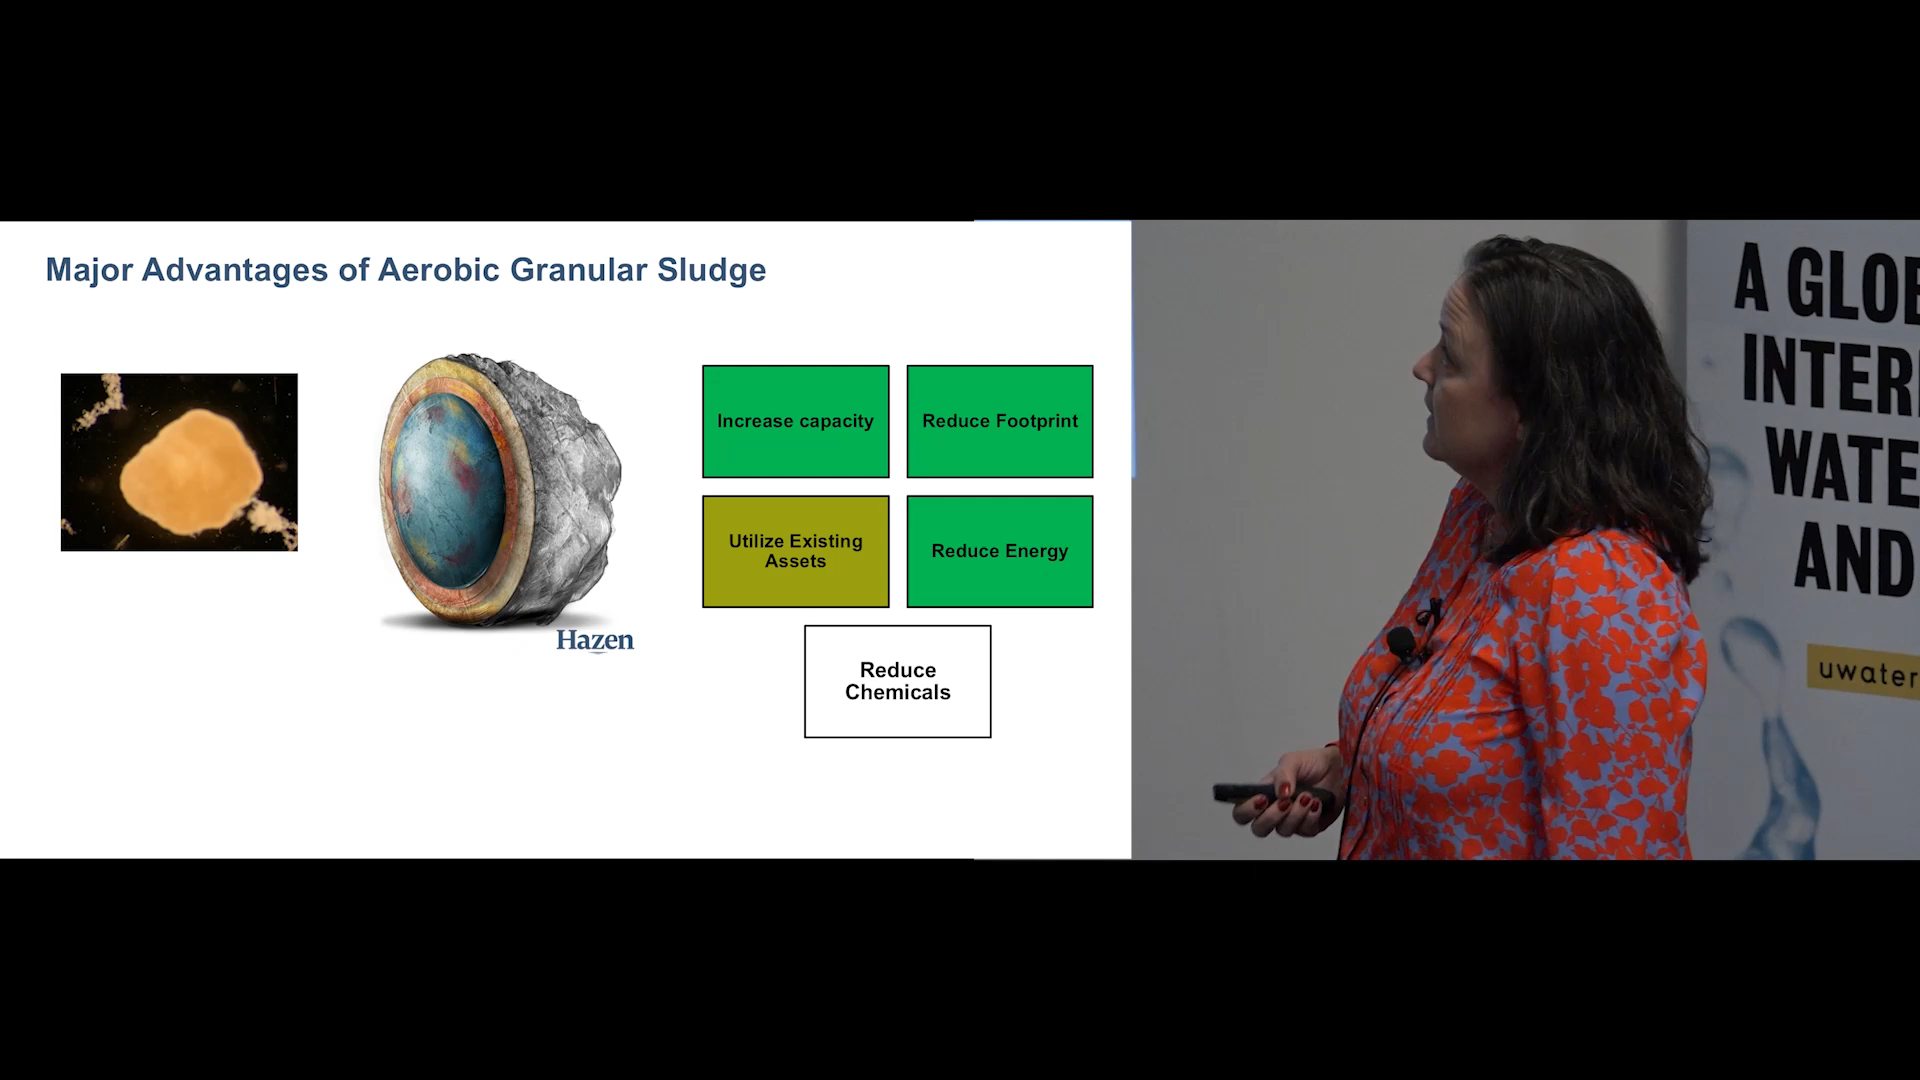 Major Advantages of Aerobic Granular Sludge
Increase capacity
Reduce Footprint
Utilize Existing
Assets
Reduce Energy
Reduce
Chemicals
Hazen
A GLOB
INTER
WATE
AND
uwater